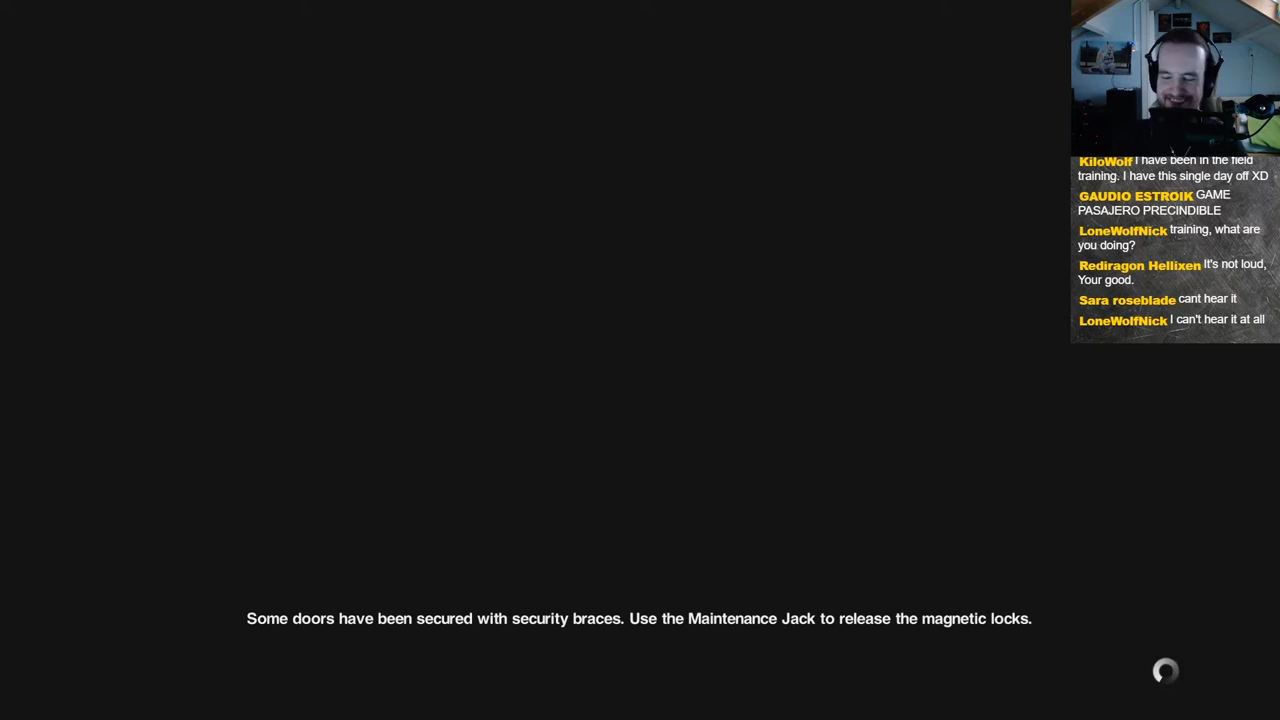 KiloWolf I have been in the field
training. I have this single day off XD
GAUDIO ESTROIK GAME
PASAJERO PRECINDIBLE
LoneWolfNick training, what are
you doing?
Rediragon Hellixen It's not loud,
Your good.
Sara roseblade cant hear it
LoneWolfNick I can't hear it at all
Some doors have been secured with security braces. Use the Maintenance Jack to release the magnetic locks.